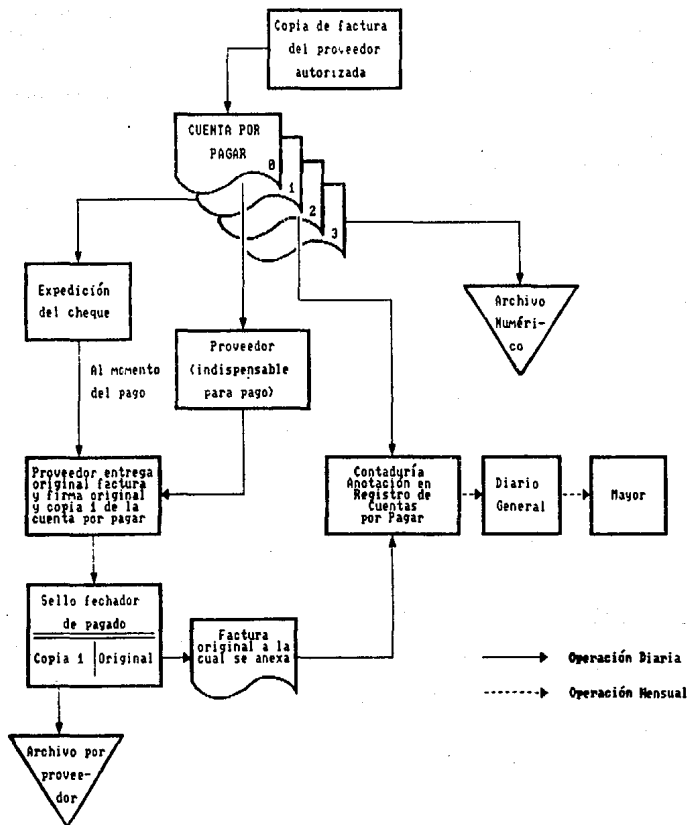 Copia de factura
del proveedor
autorizada
CUENTA POR
PAGAR
0
1
2
3
Expedición
del cheque
Archivo
Numéri-
co
Al momento
del pago
Proveedor
(indispensable
para pago)
Proveedor entrega
original factura
y firma original
y copia 1 de la
cuenta por pagar
Contaduría
Anotación en
Registro de
Cuentas
por Pagar
Diario
General
Mayor
Sello fechador
de pagado
Copia 1
Original
Factura
original a la
cual se anexa
Operación Diaria
Operación Mensual
Archivo por
provee-
dor